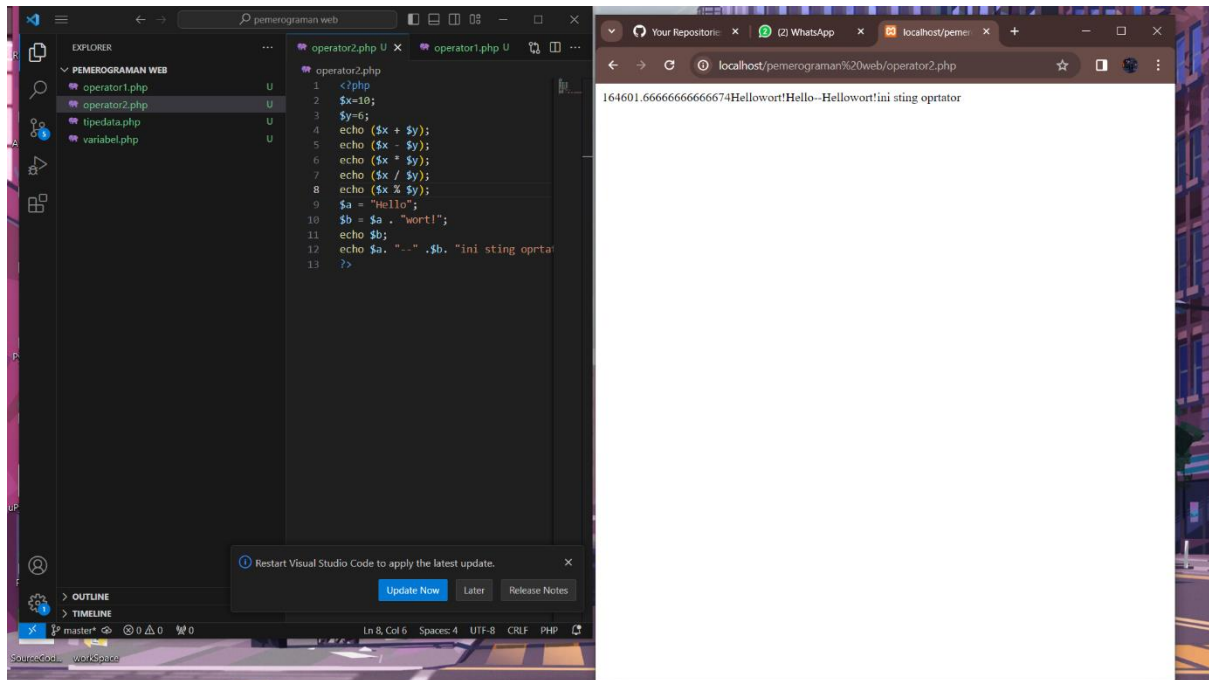 pemerograman web
EXPLORER
PEMEROGRAMAN WEB
operator1.php U
operator2.php U
tipedata.php U
variabel.php U
5
OUTLINE
TIMELINE
1
operator2.php U
operator1.php U
operator2.php
1 <?php
2 $x=10;
3 $y=6;
4 echo ($x + $y);
5 echo ($x - $y);
6 echo ($x * $y);
7 echo ($x / $y);
8 echo ($x % $y);
9 $a = "Hello";
10 $b = $a . "wort!";
11 echo $b;
12 echo $a. "--" .$b. "ini sting oprtat
13 ?>
Restart Visual Studio Code to apply the latest update.
Update Now Later Release Notes
master* 0 0 0 Ln 8, Col 6 Spaces: 4 UTF-8 CRLF PHP
workSpace
Your Repositorie
(2) WhatsApp
localhost/pemer
localhost/pemerograman%20web/operator2.php
164601.66666666666674Hellowort!Hello--Hellowort!ini sting oprtator